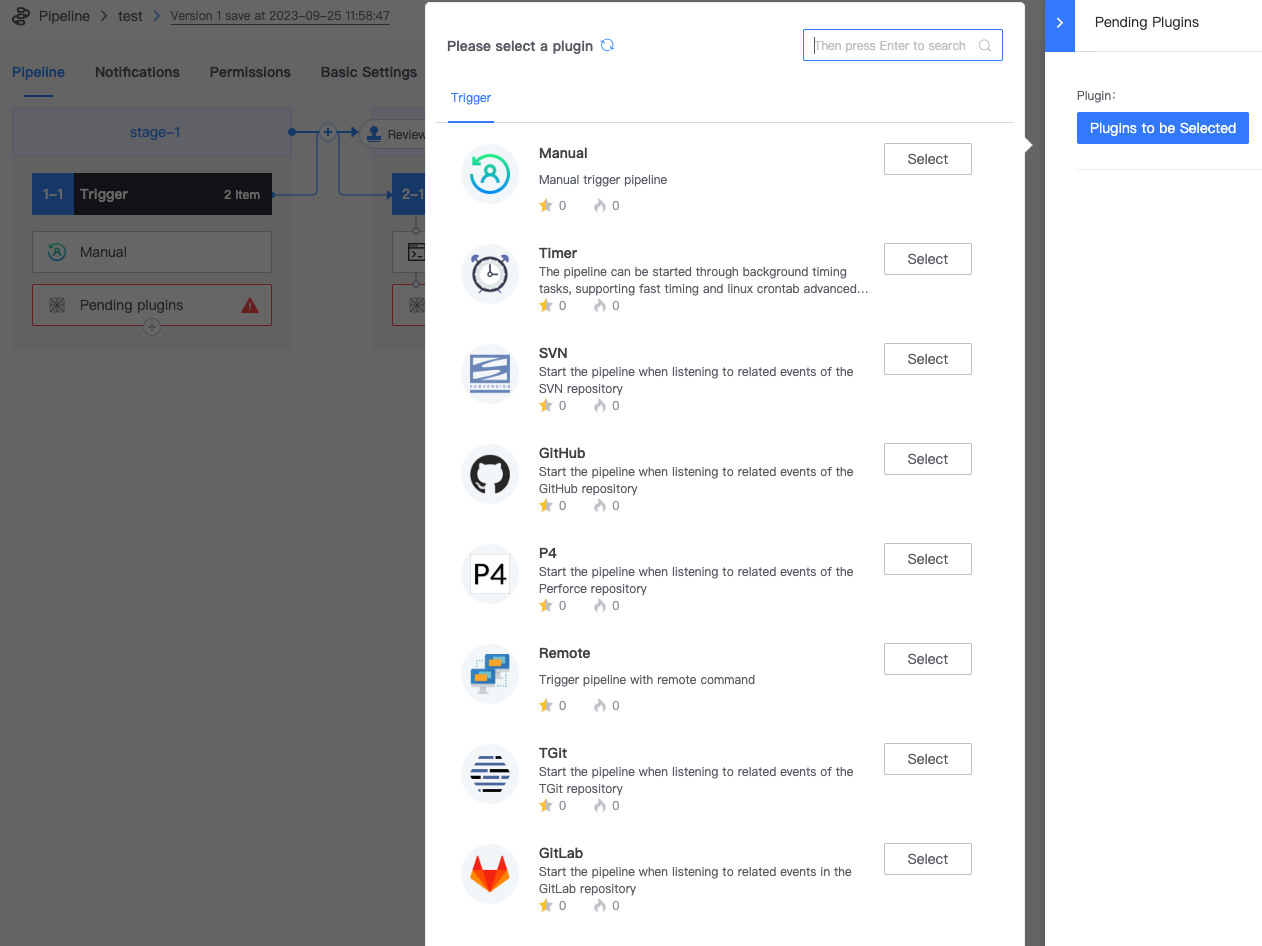 Pipeline
test
Version 1 save at 2023-09-25 11:58:47
Pipeline
Notifications
Permissions
Basic Settings
stage-1
Review
1-1
Trigger
2 Item
2-1
Manual
Pending plugins
Please select a plugin
Then press Enter to search
Trigger
Manual
Manual trigger pipeline
0
0
Select
Timer
The pipeline can be started through background timing
tasks, supporting fast timing and linux crontab advanced...
0
0
Select
SVN
Start the pipeline when listening to related events of the
SVN repository
0
0
Select
SUBVERSION
GitHub
Start the pipeline when listening to related events of the
GitHub repository
0
0
Select
P4
P4
Start the pipeline when listening to related events of the
Perforce repository
0
0
Select
Remote
Trigger pipeline with remote command
0
0
Select
TGit
Start the pipeline when listening to related events of the
TGit repository
0
0
Select
GitLab
Start the pipeline when listening to related events in the
GitLab repository
0
0
Select
Pending Plugins
Plugin:
Plugins to be Selected